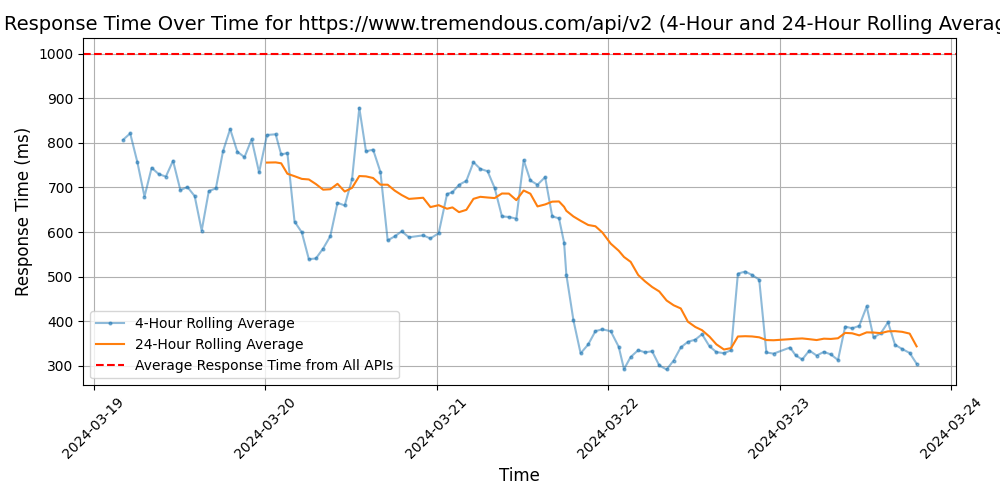 Response Time Over Time for https://www.tremendous.com/api/v2 (4-Hour and 24-Hour Rolling Averag
1000
900
800
700
600
500
400
300
Response Time (ms)
4-Hour Rolling Average
24-Hour Rolling Average
Average Response Time from All APIs
2024-03-19
2024-03-20
2024-03-21
2024-03-22
2024-03-23
2024-03-24
Time